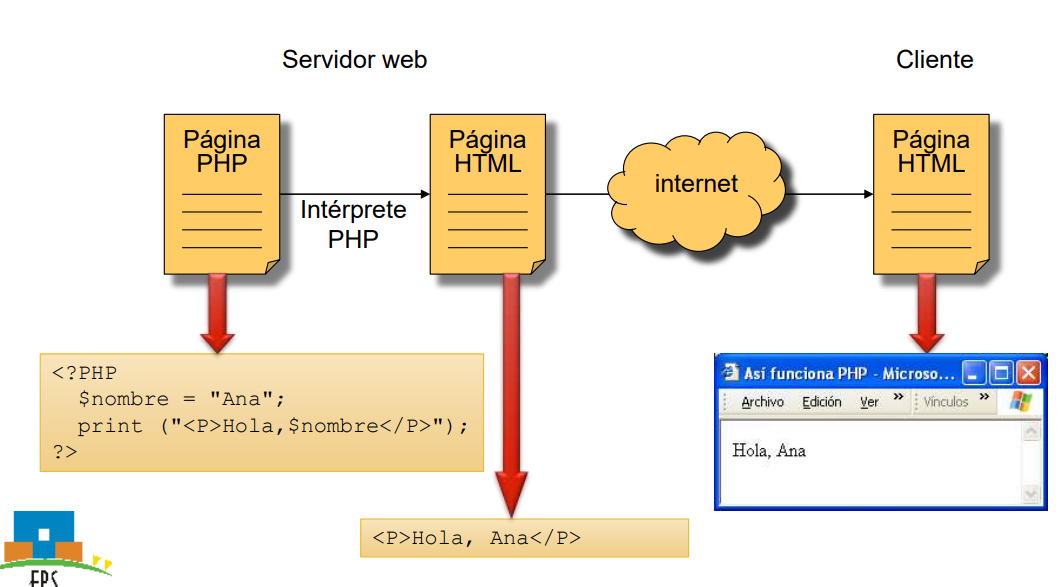 Servidor web
Cliente
Página
PHP
Intérprete
PHP
Página
HTML
internet
Página
HTML
<?PHP
$nombre = "Ana";
print ("<P>Hola,$nombre</P>");
?>
<P>Hola, Ana</P>
Así funciona PHP - Microso...
Archivo Edición Ver » Vínculos »
Hola, Ana
EPS